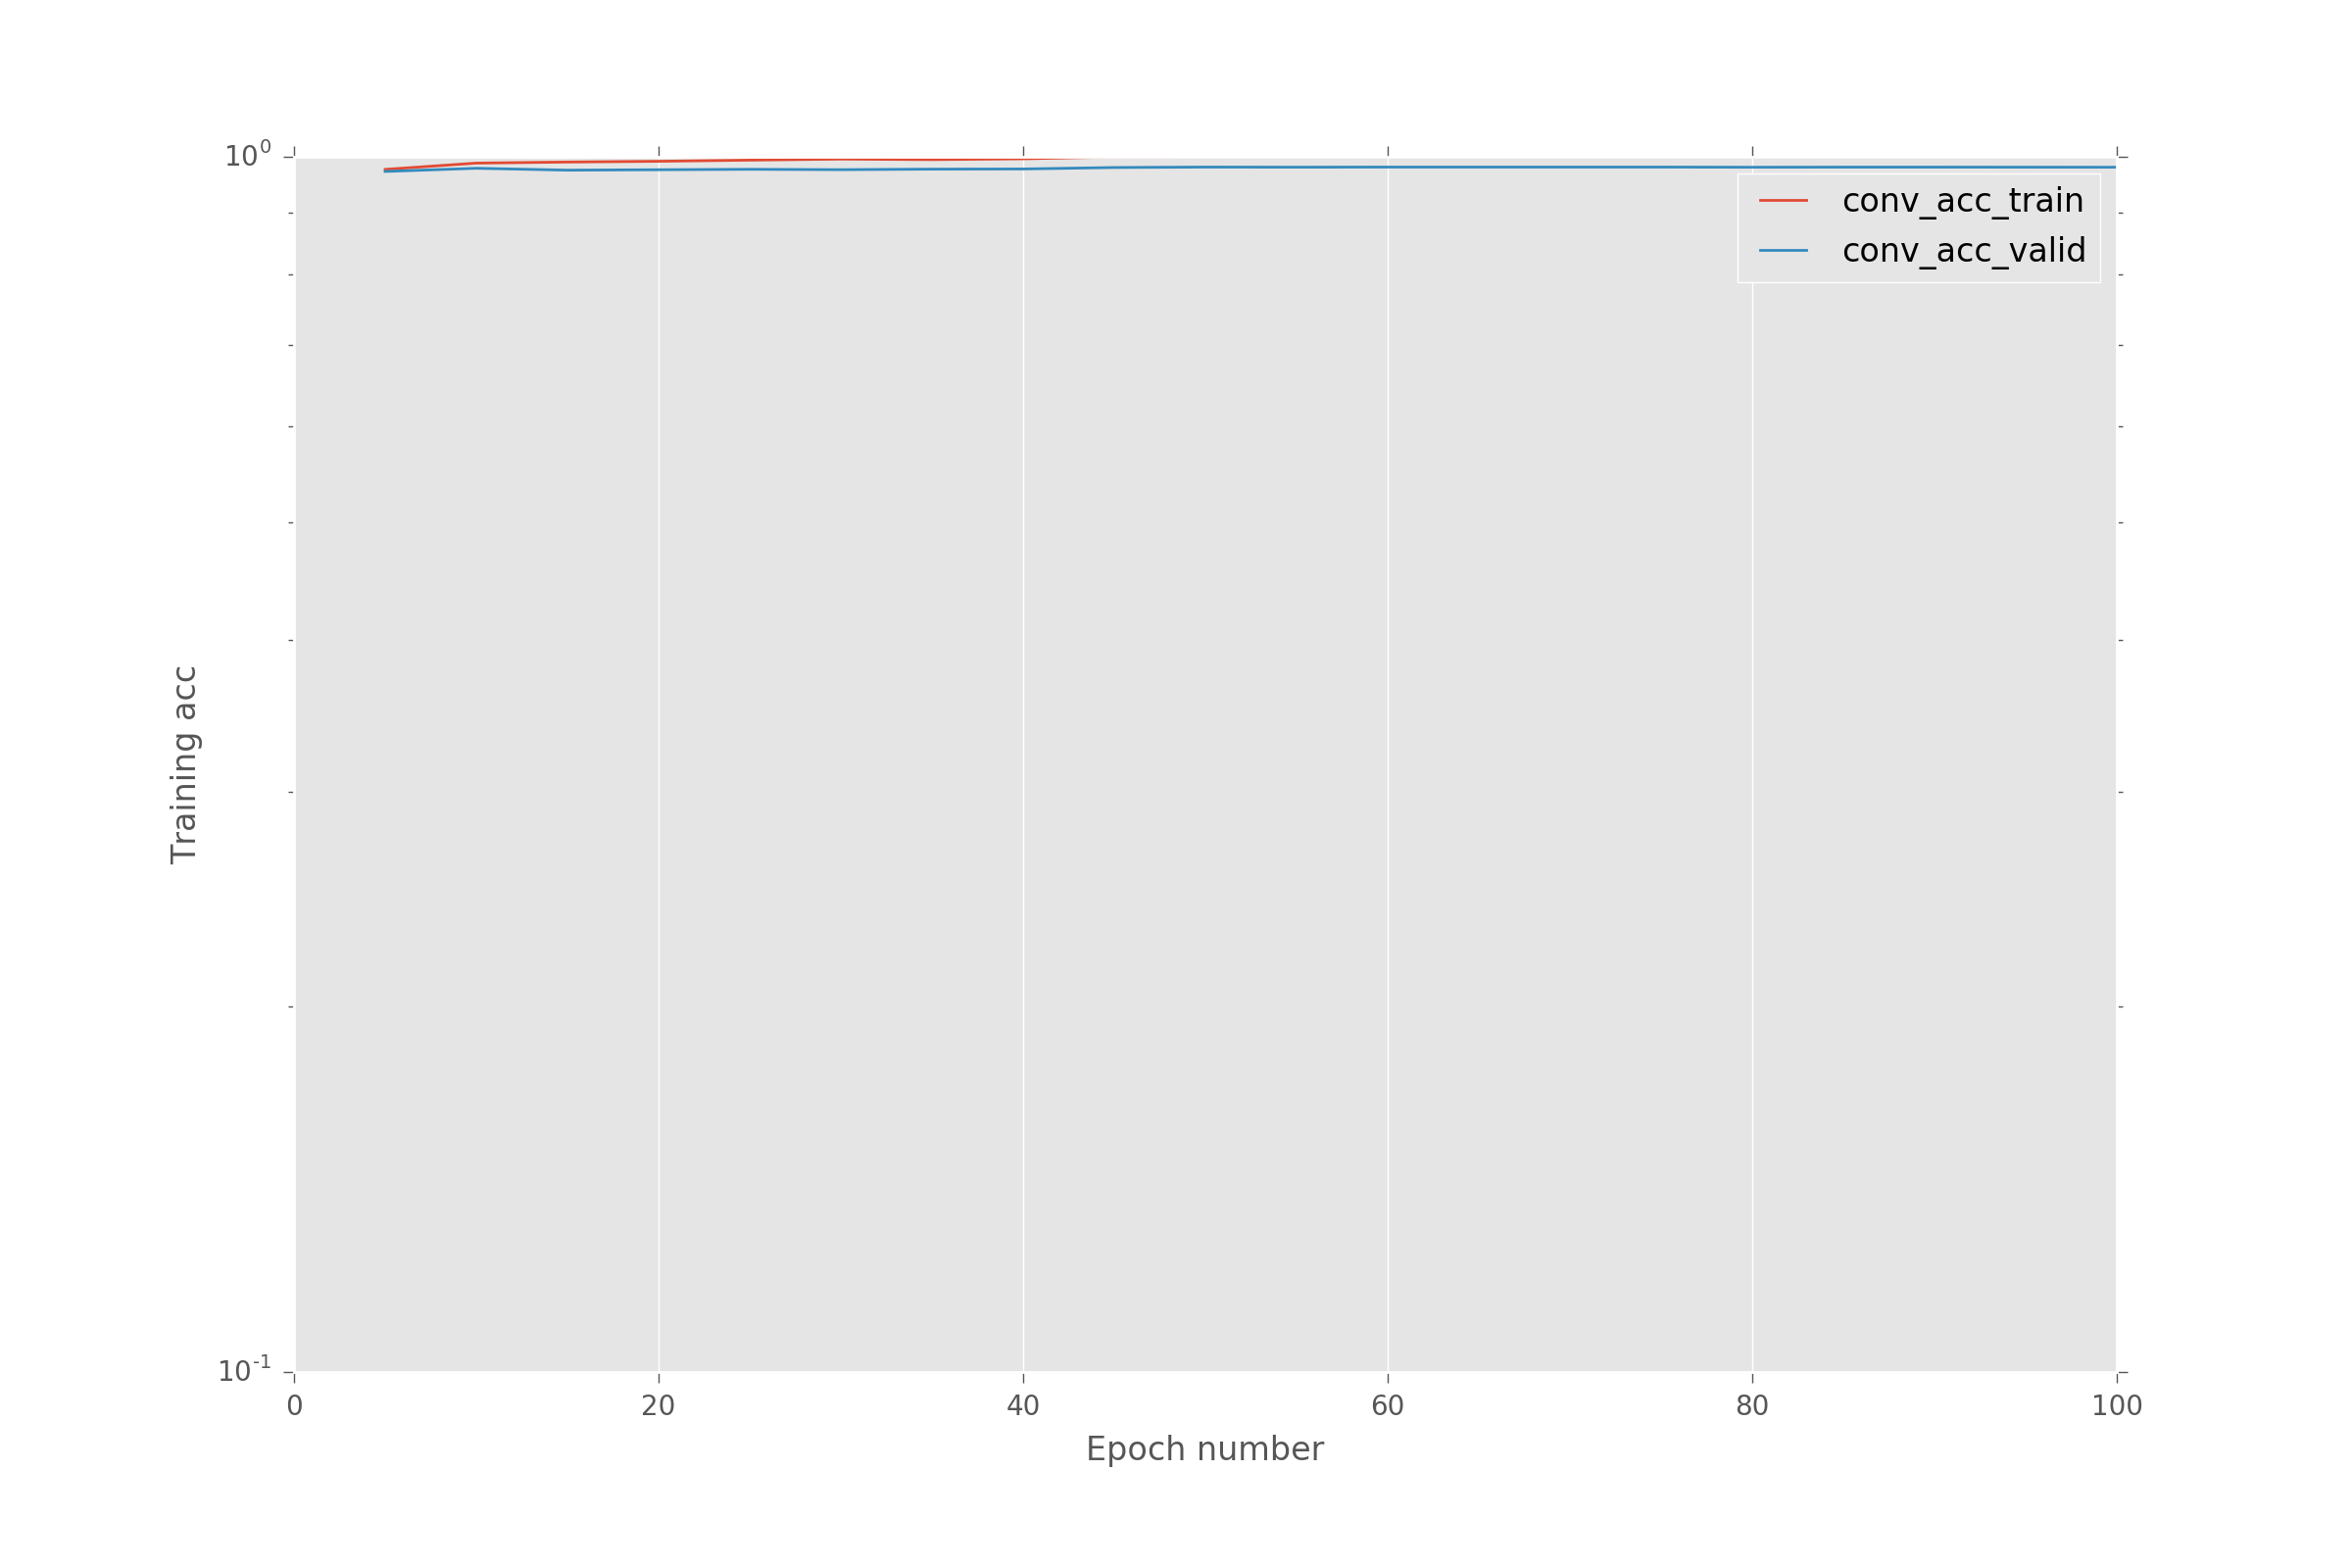 10^0
conv_acc_train
conv_acc_valid
Training acc
10^-1
0 20 40 60 80 100
Epoch number